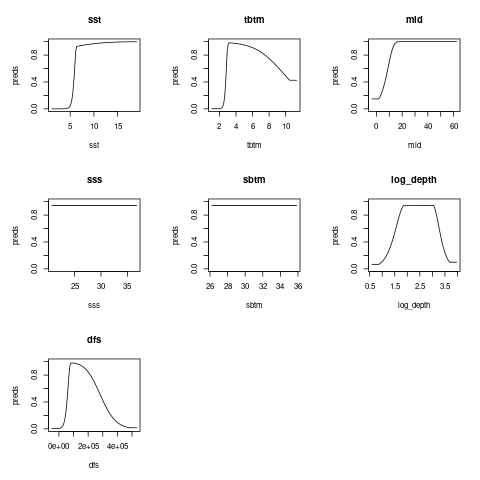 sst
tbtm
mld
preds
0.0 0.4 0.8
5 10 15
sst
preds
0.0 0.4 0.8
2 4 6 8 10
tbtm
preds
0.0 0.4 0.8
0 20 40 60
mld
sss
sbtm
log_depth
preds
0.0 0.4 0.8
25 30 35
sss
preds
0.0 0.4 0.8
26 28 30 32 34 36
sbtm
preds
0.0 0.4 0.8
0.5 1.5 2.5 3.5
log_depth
dfs
preds
0.0 0.4 0.8
0e+00 2e+05 4e+05
dfs